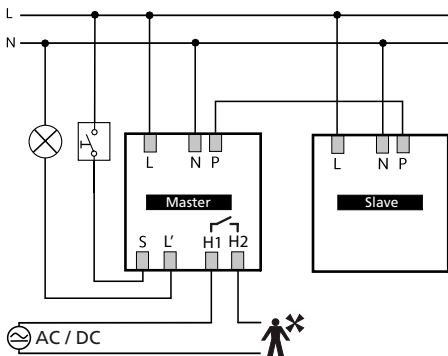 L
N
L N P
L N P
Master
Slave
S L' H1 H2
AC / DC